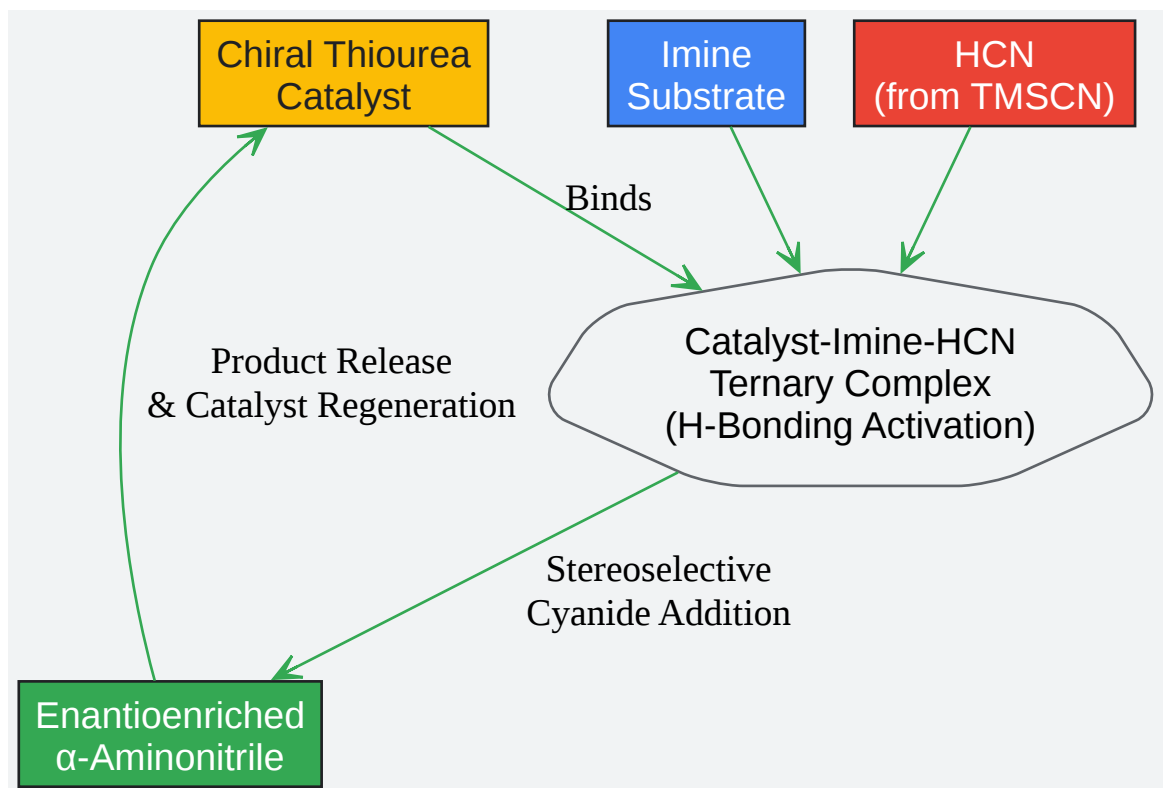 Chiral Thiourea
Catalyst
Imine
Substrate
HCN
(from TMSCN)
Binds
Catalyst-Imine-HCN
Ternary Complex
(H-Bonding Activation)
Product Release
& Catalyst Regeneration
Stereoselective
Cyanide Addition
Enantioenriched
α-Aminonitrile